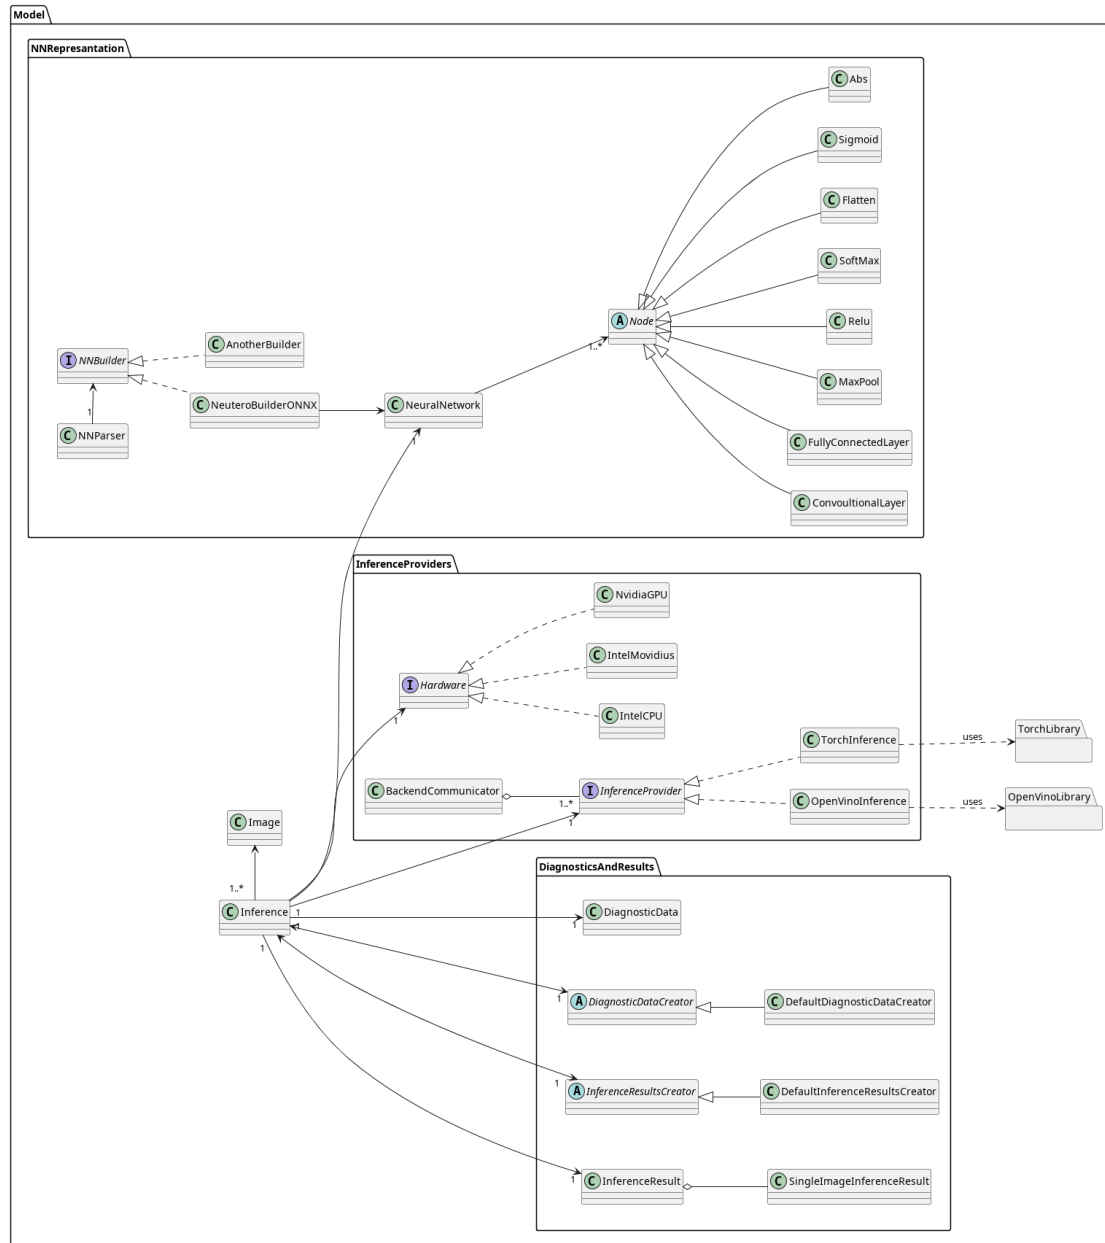 Model
NNRepresantation
C Abs
C Sigmoid
C Flatten
C SoftMax
A Node
C Relu
1..*
C AnotherBuilder
I NNBuilder
C MaxPool
C NeuteroBuilderONNX
C NeuralNetwork
1
C NNParser
1
C FullyConnectedLayer
C ConvoultionalLayer
InferenceProviders
C NvidiaGPU
C IntelMovidius
I Hardware
C IntelCPU
1
C TorchInference
uses
TorchLibrary
C BackendCommunicator
I InferenceProvider
1..*
1
C OpenVinoInference
uses
OpenVinoLibrary
C Image
1..*
DiagnosticsAndResults
C Inference
1
1
1
C DiagnosticData
1
A DiagnosticDataCreator
1
C DefaultDiagnosticDataCreator
A InferenceResultsCreator
1
C DefaultInferenceResultsCreator
C InferenceResult
1
C SingleImageInferenceResult